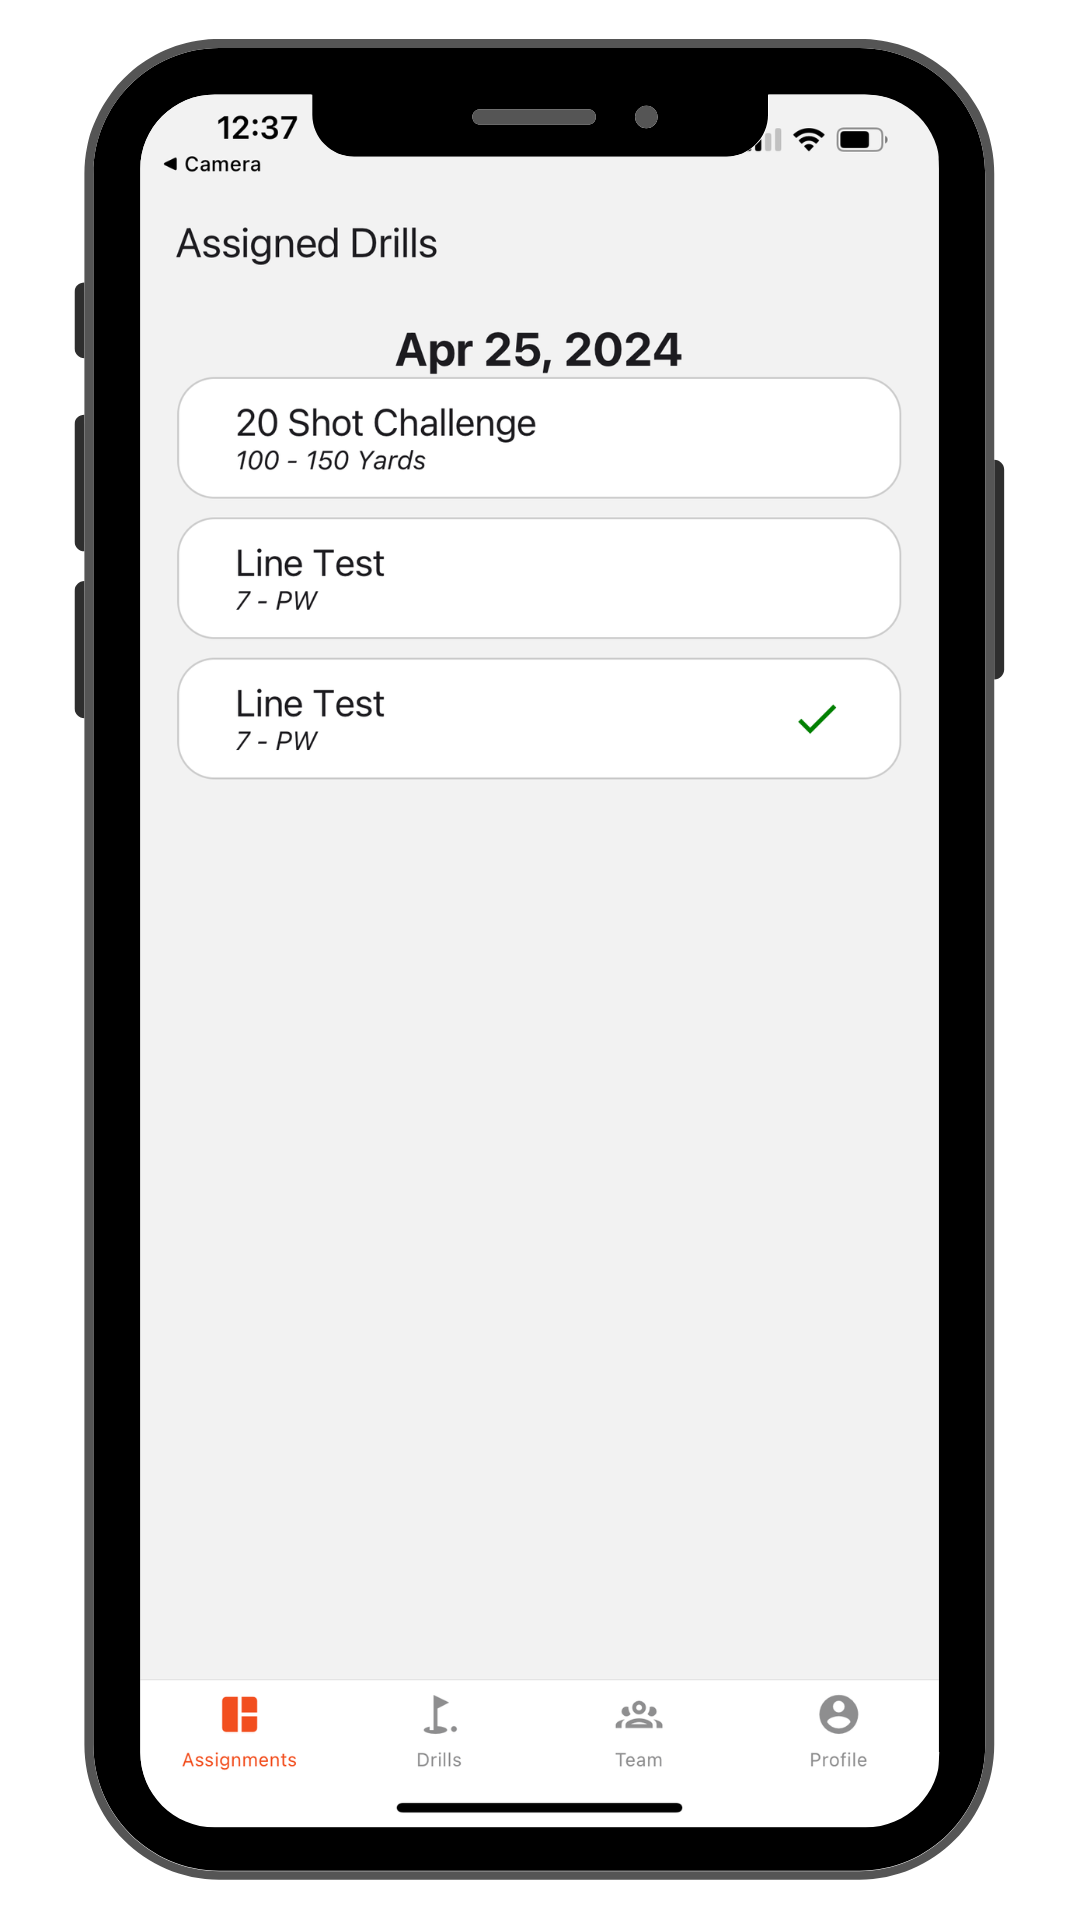 12:37
◀ Camera
Assigned Drills
Apr 25, 2024
20 Shot Challenge
100 - 150 Yards
Line Test
7 - PW
Line Test
7 - PW
Assignments
Drills
Team
Profile